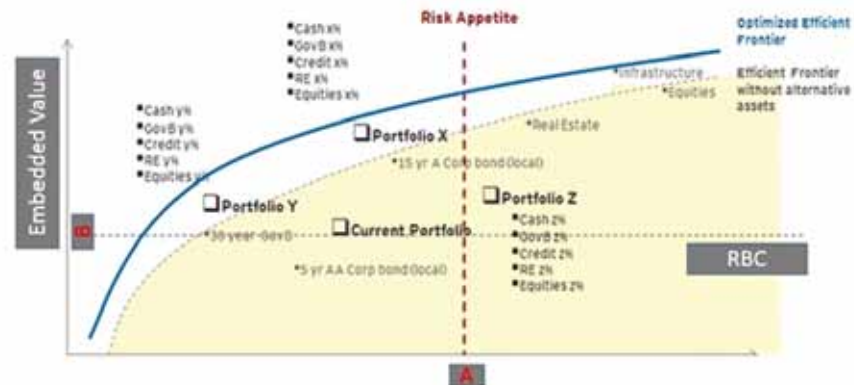 Risk Appetite
Optimized Efficient
Frontier
Efficient Frontier
without alternative
assets
Embedded Value
Cash x%
GovB x%
Credit x%
RE x%
Equities x%
Cash y%
GovB y%
Credit y%
RE y%
Equities y%
Infrastructure
Equities
Real Estate
Portfolio X
15 yr A Corp bond (local)
Portfolio Y
30 year GovB
Current Portfolio
5 yr AA Corp bond (local)
Portfolio Z
Cash z%
GovB z%
Credit z%
RE z%
Equities z%
B
RBC
A